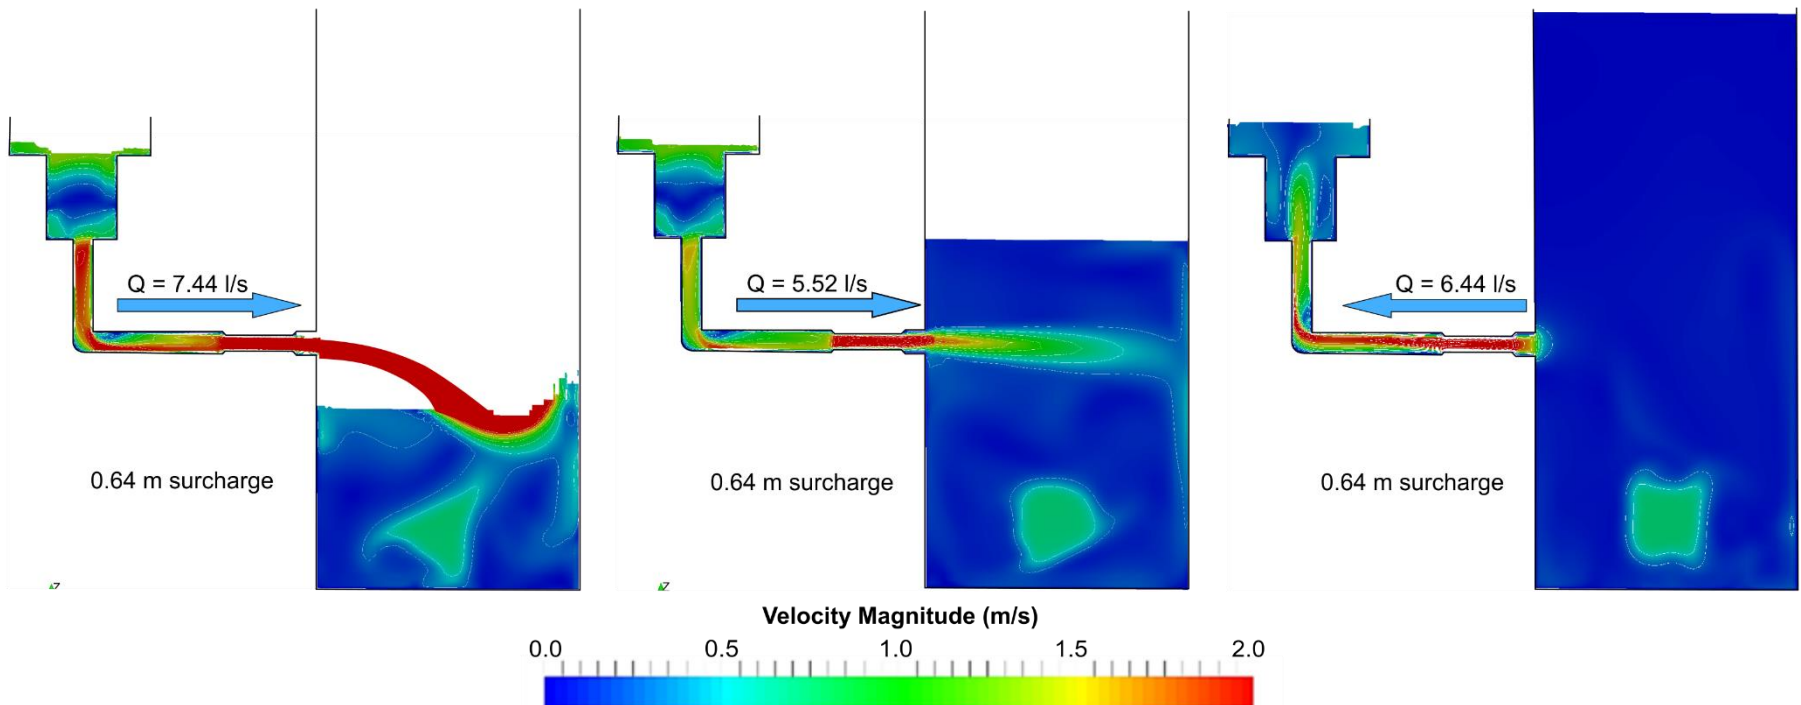 Q = 7.44 l/s
Q = 5.52 l/s
Q = 6.44 l/s
0.64 m surcharge
0.64 m surcharge
0.64 m surcharge
Z
Z
Velocity Magnitude (m/s)
0.0 0.5 1.0 1.5 2.0